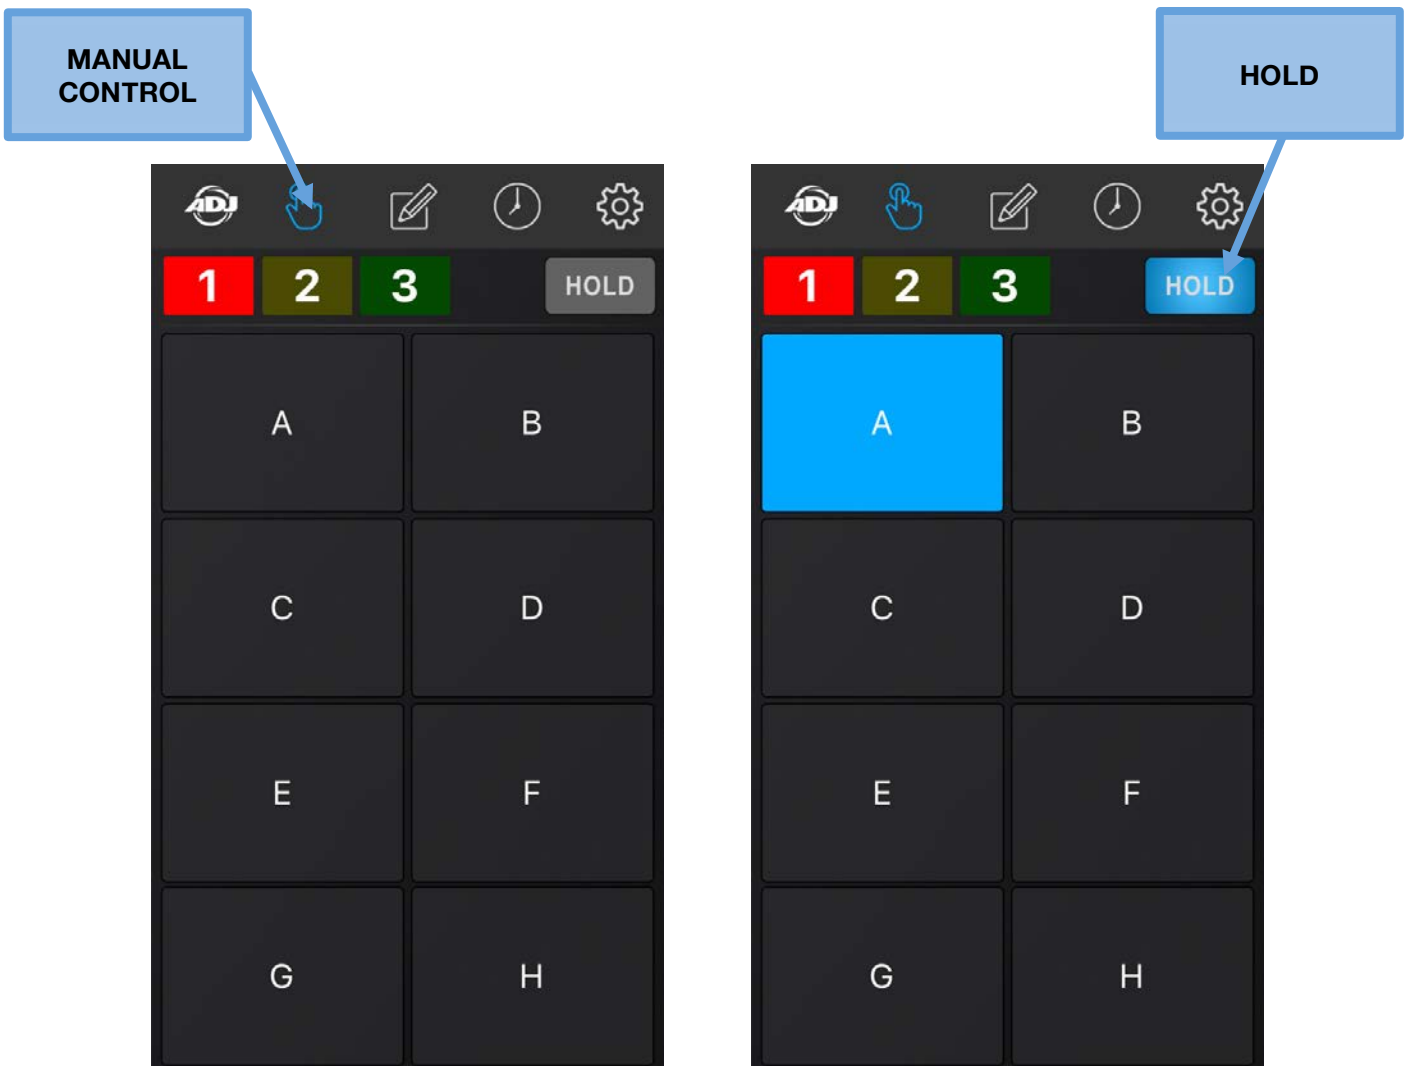 MANUAL
CONTROL
HOLD
ADJ
1 2 3 HOLD
A B
C D
E F
G H
ADJ
1 2 3 HOLD
A B
C D
E F
G H